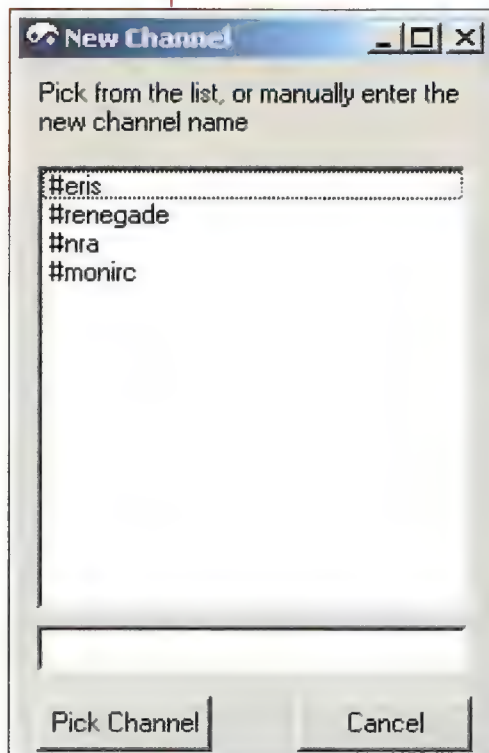 New Channel
Pick from the list, or manually enter the
new channel name
#eris
#renegade
#nra
#monirc
Pick Channel
Cancel